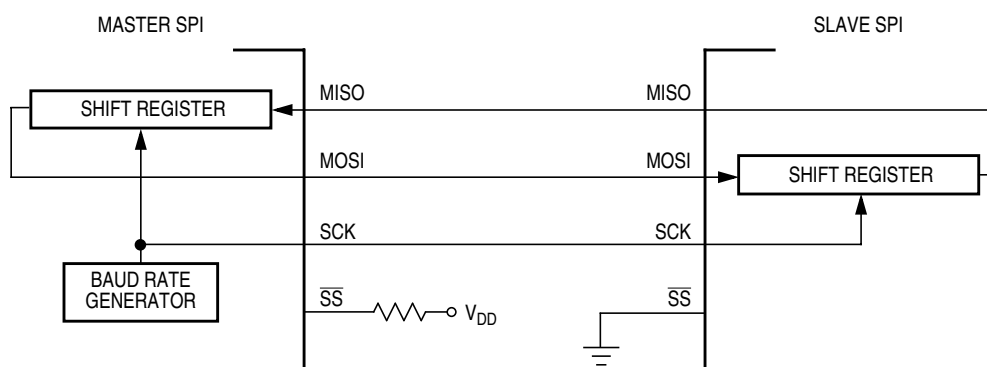 MASTER SPI
SLAVE SPI
SHIFT REGISTER
MISO
MISO
MOSI
MOSI
SHIFT REGISTER
SCK
SCK
BAUD RATE
GENERATOR
SS
VDD
SS